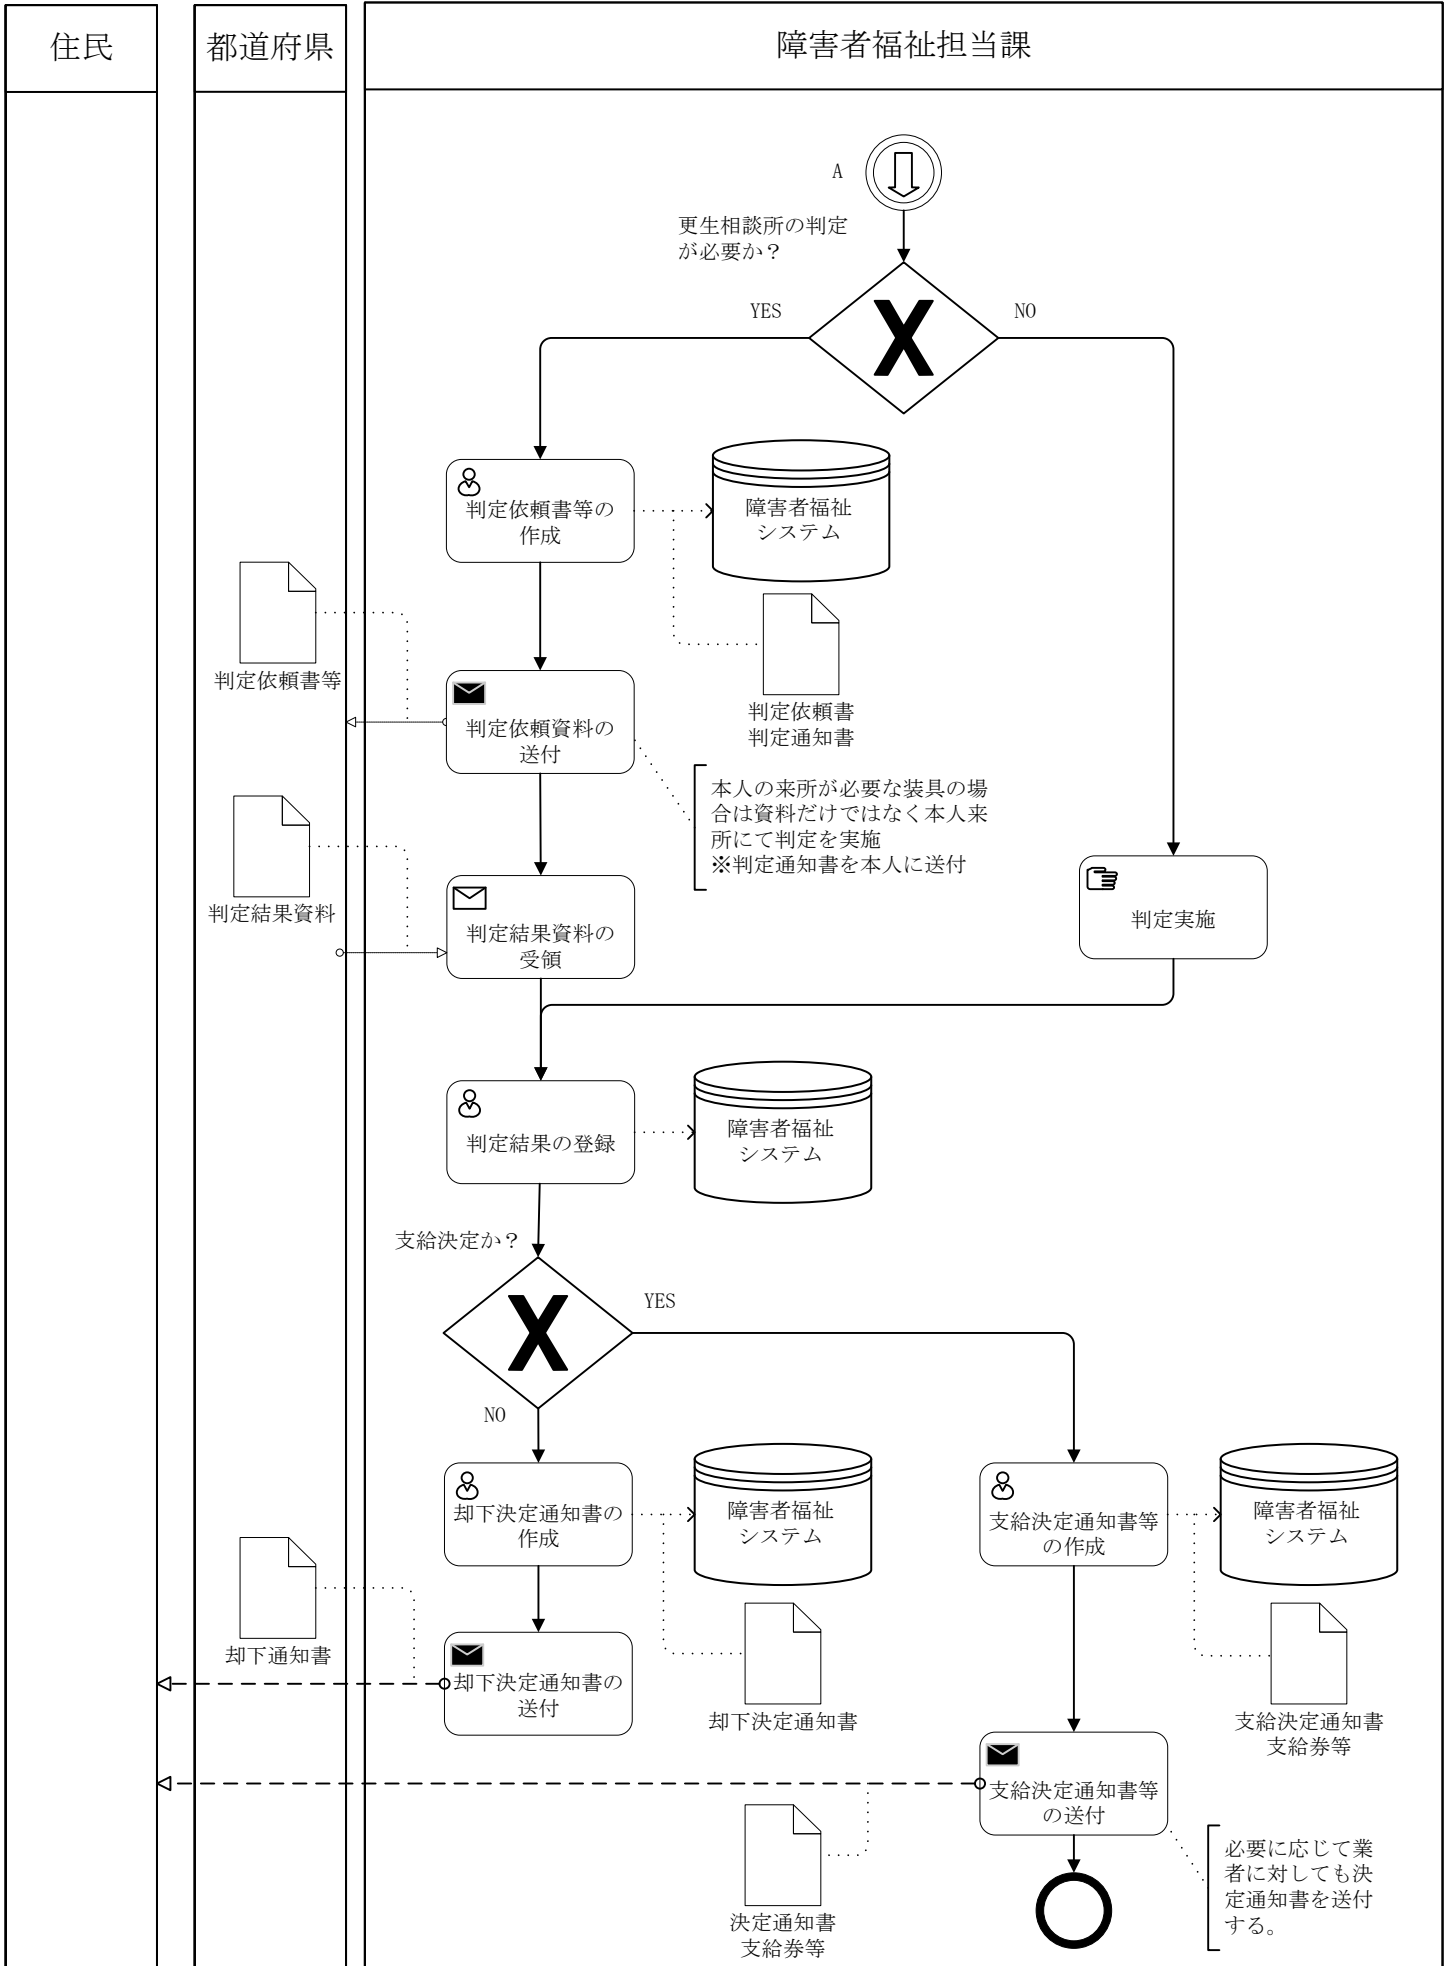 住民
都道府県
障害者福祉担当課
A
更生相談所の判定
が必要か?
YES
NO
判定依頼書等の
作成
障害者福祉
システム
判定依頼書等
判定依頼書
判定通知書
判定依頼資料の
送付
本人の来所が必要な装具の場
合は資料だけではなく本人来
所にて判定を実施
※判定通知書を本人に送付
判定結果資料
判定結果資料の
受領
判定実施
判定結果の登録
障害者福祉
システム
支給決定か?
YES
NO
却下決定通知書の
作成
障害者福祉
システム
支給決定通知書等
の作成
障害者福祉
システム
却下通知書
却下決定通知書の
送付
却下決定通知書
支給決定通知書
支給券等
支給決定通知書等
の送付
決定通知書
支給券等
必要に応じて業
者に対しても決
定通知書を送付
する。